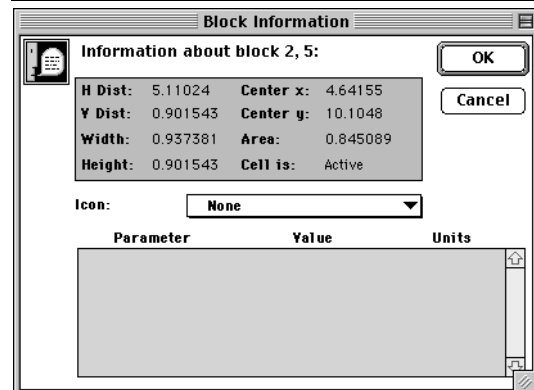 Block Information
Information about block 2, 5:
OK
Cancel
H Dist: 5.11024 Center x: 4.64155
V Dist: 0.901543 Center y: 10.1048
Width: 0.937381 Area: 0.845089
Height: 0.901543 Cell is: Active
Icon: None
Parameter Value Units